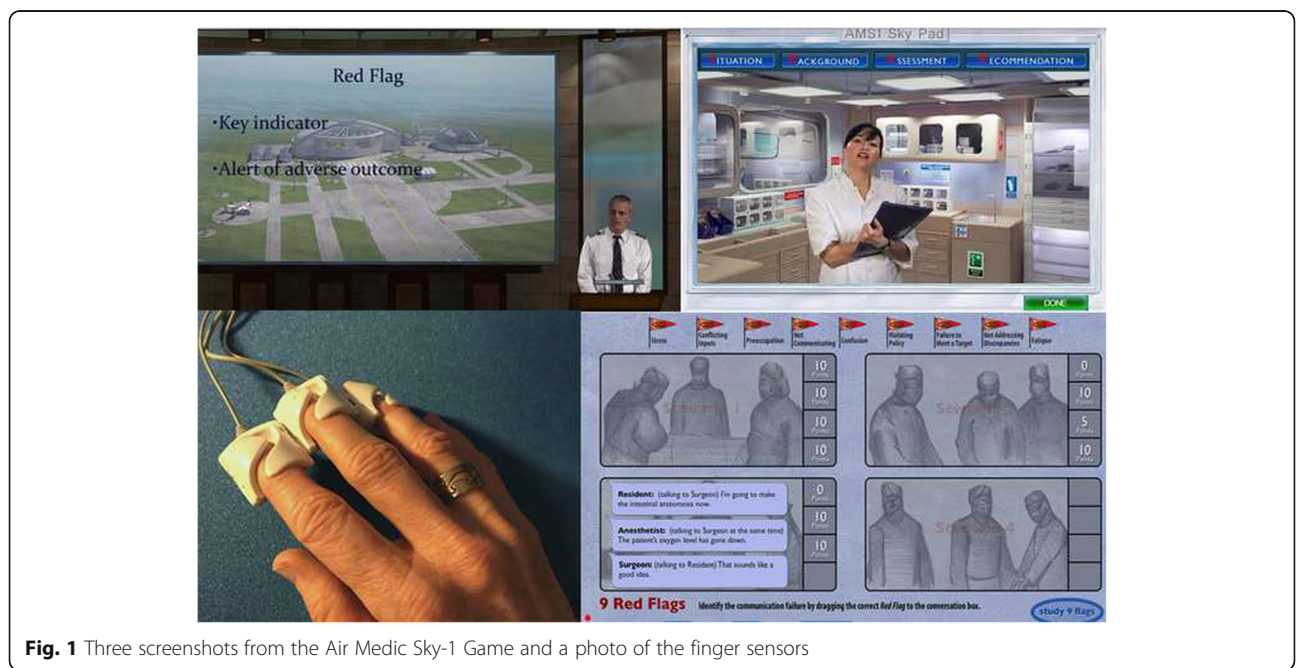 Red Flag
•Key indicator
•Alert of adverse outcome
AMS1 Sky Pad
SITUATION BACKGROUND ASSESSMENT RECOMMENDATION
DONE
Stress
Conflicting
Inputs
Preoccupation
Not
Communicating
Confusion
Violating
Policy
Failure to
Meet a Target
Not Addressing
Discrepancies
Fatigue
10
Points
10
Points
10
Points
10
Points
0
Points
10
Points
5
Points
10
Points
Resident: (talking to Surgeon) I'm going to make
the intestinal anatomosis now.
Anesthetist: (talking to Surgeon at the same time)
The patient's oxygen level has gone down.
Surgeon: (talking to Resident) That sounds like a
good idea.
0
Points
10
Points
10
Points
9 Red Flags Identify the communication failure by dragging the correct Red Flag to the conversation box.
study 9 flags
Fig. 1 Three screenshots from the Air Medic Sky-1 Game and a photo of the finger sensors